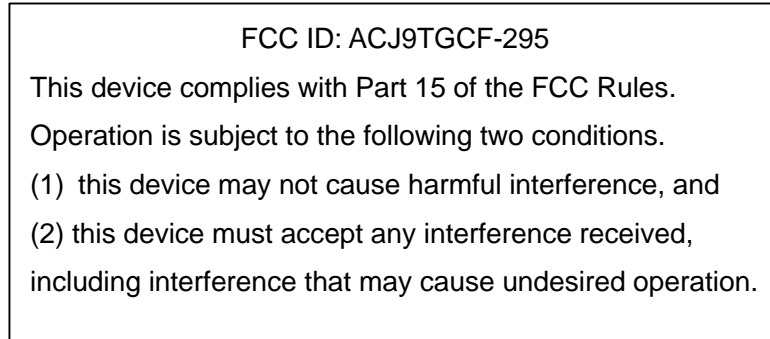 FCC ID: ACJ9TGCF-295
This device complies with Part 15 of the FCC Rules.
Operation is subject to the following two conditions.
(1) this device may not cause harmful interference, and
(2) this device must accept any interference received,
including interference that may cause undesired operation.